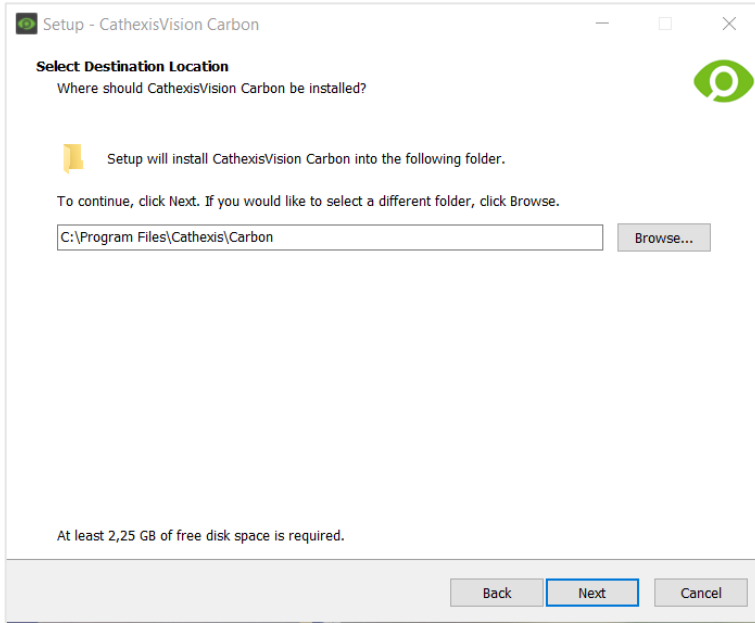 Setup - CathexisVision Carbon
Select Destination Location
Where should CathexisVision Carbon be installed?
Setup will install CathexisVision Carbon into the following folder.
To continue, click Next. If you would like to select a different folder, click Browse.
C:\Program Files\Cathexis\Carbon
Browse...
At least 2,25 GB of free disk space is required.
Back
Next
Cancel